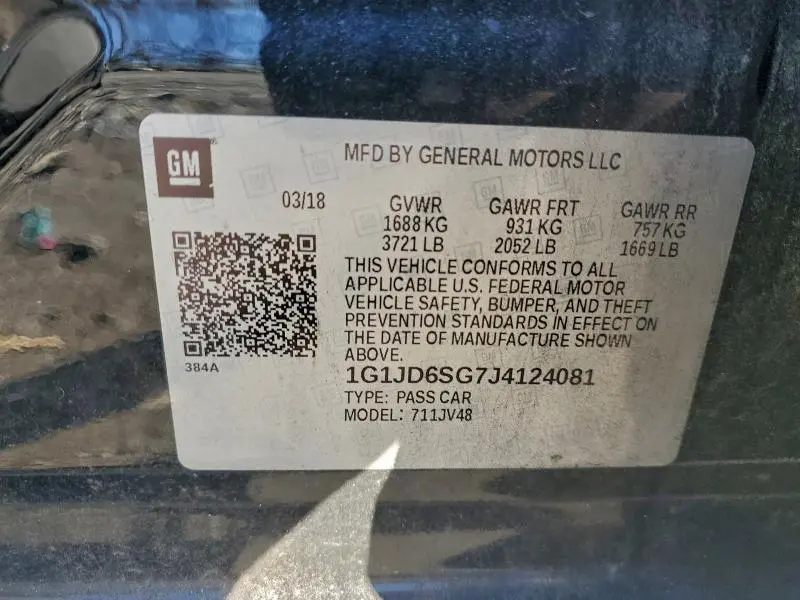 GM
MFD BY GENERAL MOTORS LLC
03/18 GVWR GAWR FRT GAWR RR
1688 KG 931 KG 757 KG
3721 LB 2052 LB 1669 LB
THIS VEHICLE CONFORMS TO ALL
APPLICABLE U.S. FEDERAL MOTOR
VEHICLE SAFETY, BUMPER, AND THEFT
PREVENTION STANDARDS IN EFFECT ON
THE DATE OF MANUFACTURE SHOWN
ABOVE.
384A
1G1JD6SG7J4124081
TYPE: PASS CAR
MODEL: 711JV48